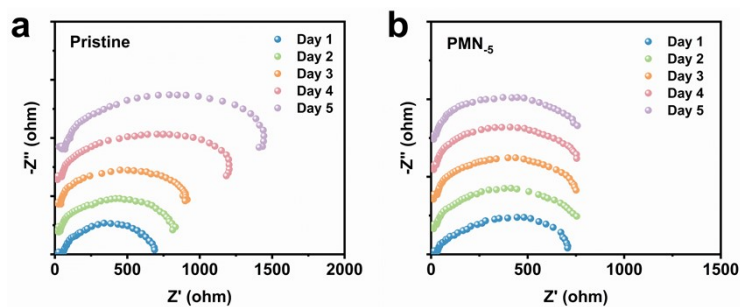 a
Pristine
Day 1
Day 2
Day 3
Day 4
Day 5
-Z'' (ohm)
0 500 1000 1500 2000
Z' (ohm)
b
PMN-5
Day 1
Day 2
Day 3
Day 4
Day 5
-Z'' (ohm)
0 500 1000 1500
Z' (ohm)